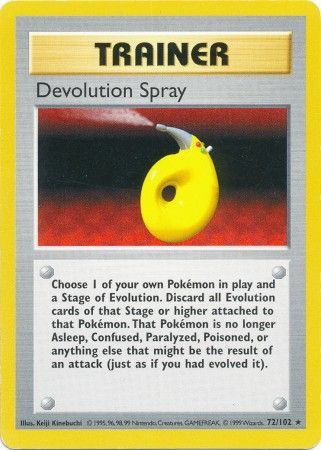 TRAINER
Devolution Spray
Choose 1 of your own Pokémon in play and
a Stage of Evolution. Discard all Evolution
cards of that Stage or higher attached to
that Pokémon. That Pokémon is no longer
Asleep, Confused, Paralyzed, Poisoned, or
anything else that might be the result of
an attack (just as if you had evolved it).
Illus. Keiji Kinebuchi © 1995, 96, 98, 99 Nintendo, Creatures, GAMEFREAK. © 1999 Wizards. 72/102 ★